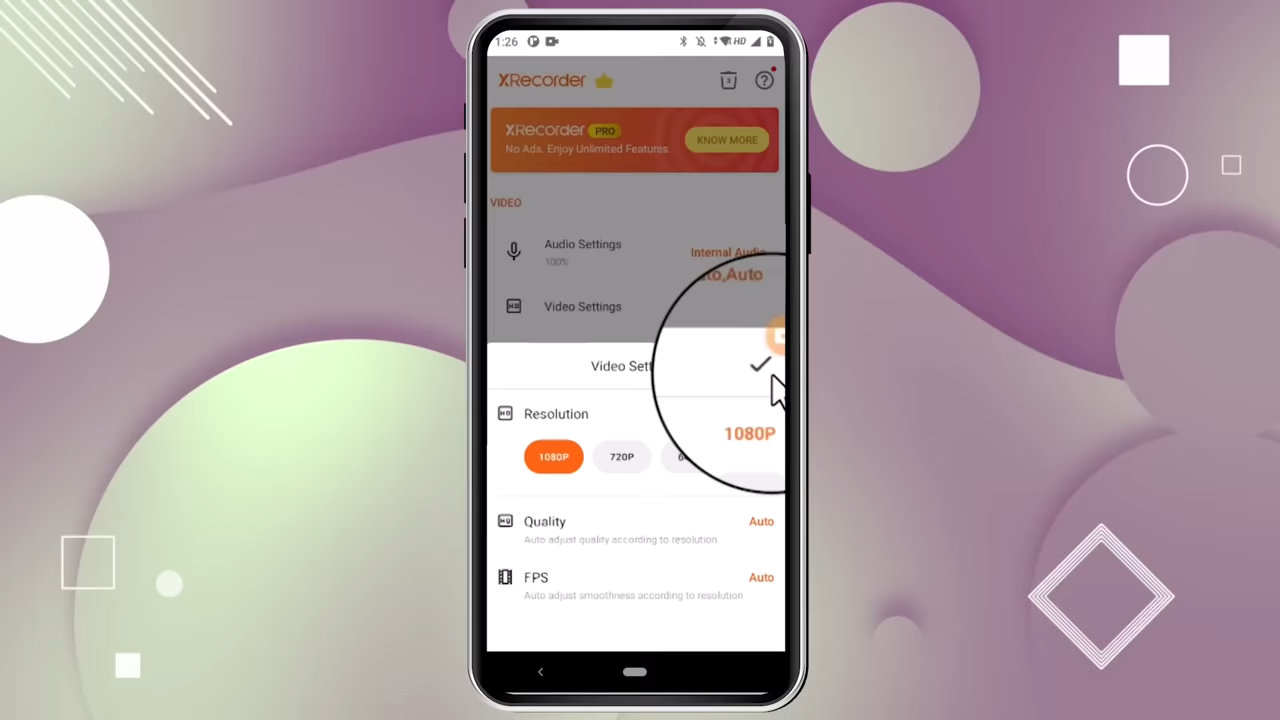 1:26
HD
XRecorder
XRecorder PRO
No Ads. Enjoy Unlimited Features.
KNOW MORE
VIDEO
Audio Settings
Internal Audio
100%
to,Auto
Video Settings
Video Sett
Resolution
1080P
1080P
720P
Quality
Auto
Auto adjust quality according to resolution
FPS
Auto
Auto adjust smoothness according to resolution